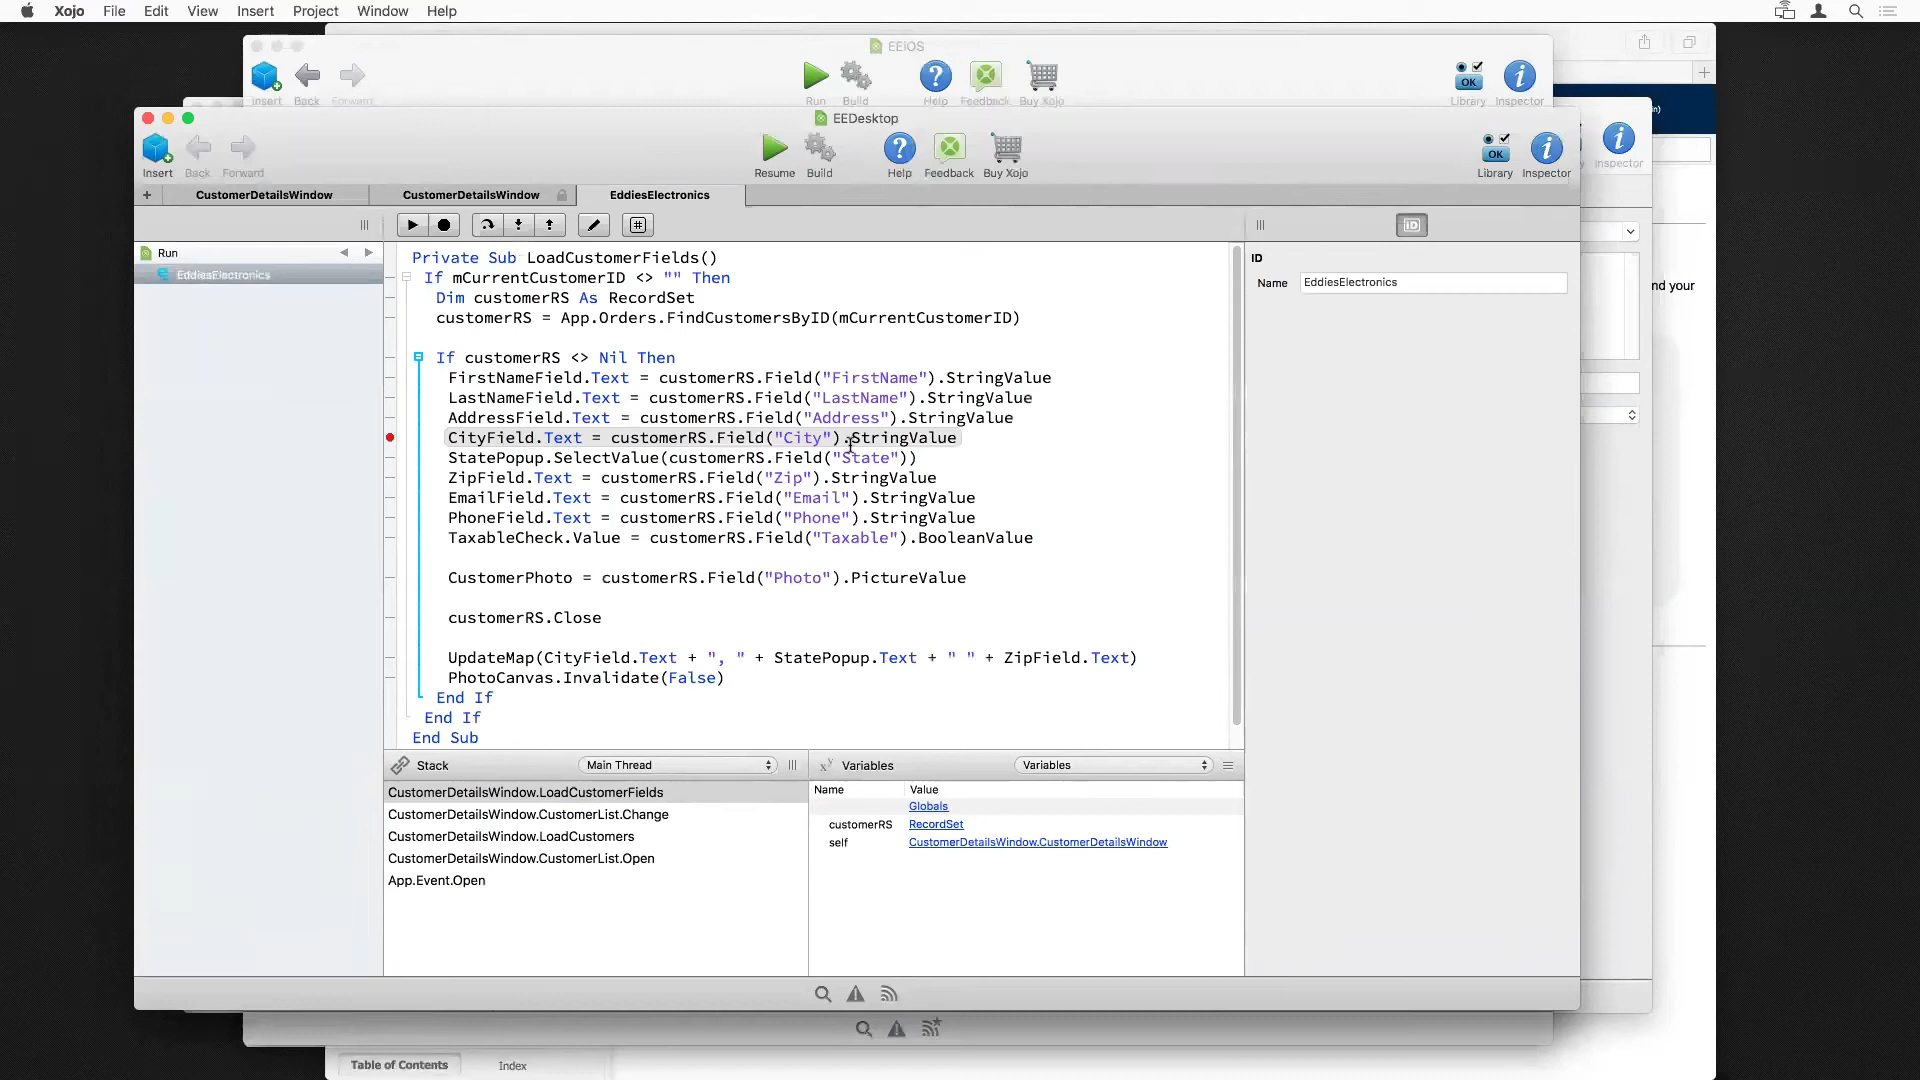 Xojo File Edit View Insert Project Window Help
EEiOS
Insert Back Forward Run Build Help Feedback Buy Xojo OK Library Inspector
EEDesktop
Insert Back Forward Resume Build Help Feedback Buy Xojo OK Library Inspector
Inspector
CustomerDetailsWindow CustomerDetailsWindow EddiesElectronics
Run
EddiesElectronics
Private Sub LoadCustomerFields()
If mCurrentCustomerID <> "" Then
Dim customerRS As RecordSet
customerRS = App.Orders.FindCustomersByID(mCurrentCustomerID)
If customerRS <> Nil Then
FirstNameField.Text = customerRS.Field("FirstName").StringValue
LastNameField.Text = customerRS.Field("LastName").StringValue
AddressField.Text = customerRS.Field("Address").StringValue
CityField.Text = customerRS.Field("City").StringValue
StatePopup.SelectValue(customerRS.Field("State"))
ZipField.Text = customerRS.Field("Zip").StringValue
EmailField.Text = customerRS.Field("Email").StringValue
PhoneField.Text = customerRS.Field("Phone").StringValue
TaxableCheck.Value = customerRS.Field("Taxable").BooleanValue
CustomerPhoto = customerRS.Field("Photo").PictureValue
customerRS.Close
UpdateMap(CityField.Text + ", " + StatePopup.Text + " " + ZipField.Text)
PhotoCanvas.Invalidate(False)
End If
End If
End Sub
ID
ID
Name EddiesElectronics
nd your
Stack Main Thread
CustomerDetailsWindow.LoadCustomerFields
CustomerDetailsWindow.CustomerList.Change
CustomerDetailsWindow.LoadCustomers
CustomerDetailsWindow.CustomerList.Open
App.Event.Open
Variables Variables
Name Value
Globals
customerRS RecordSet
self CustomerDetailsWindow.CustomerDetailsWindow
Table of Contents Index